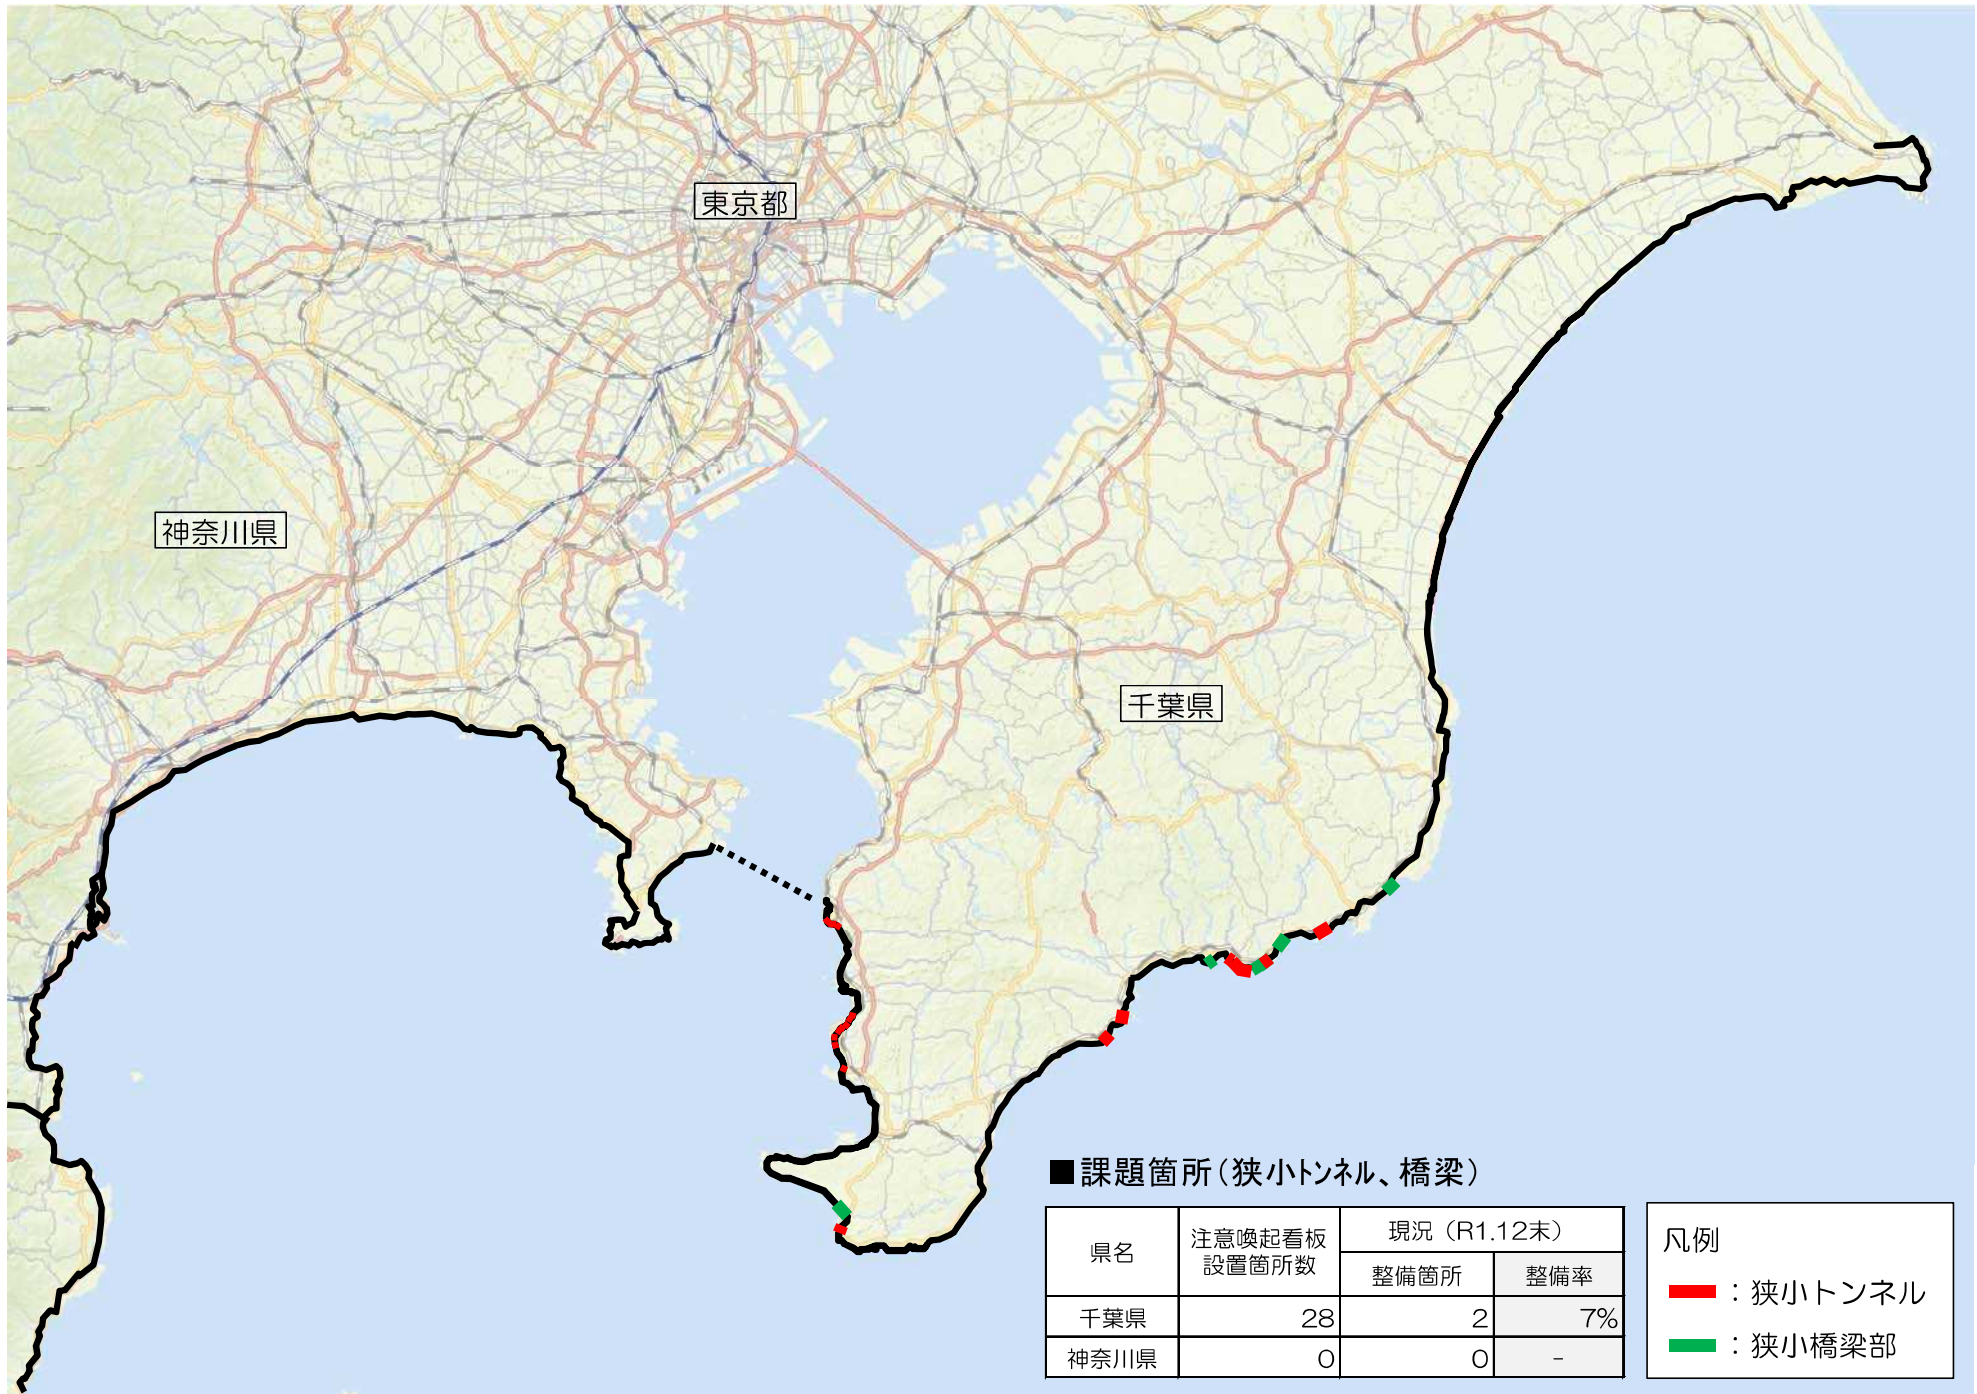 東京都
神奈川県
千葉県
■課題箇所（狭小トンネル、橋梁）
県名
注意喚起看板
設置箇所数
現況（R1.12末）
整備箇所
整備率
千葉県
28
2
7%
神奈川県
0
0
-
凡例
：狭小トンネル
：狭小橋梁部